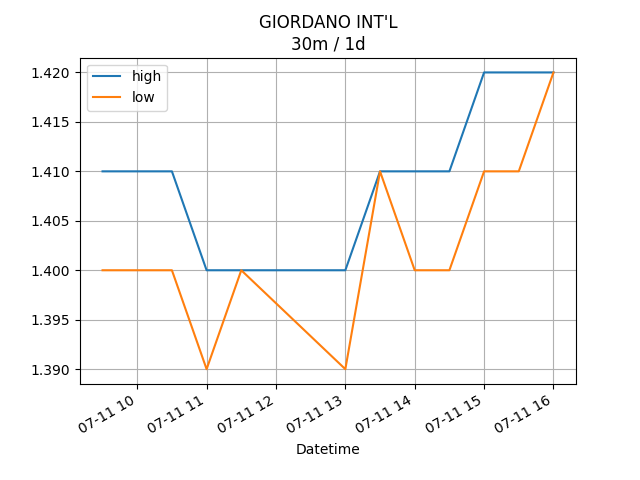 GIORDANO INT'L
30m / 1d
high
low
1.420
1.415
1.410
1.405
1.400
1.395
1.390
07-11 10
07-11 11
07-11 12
07-11 13
07-11 14
07-11 15
07-11 16
Datetime